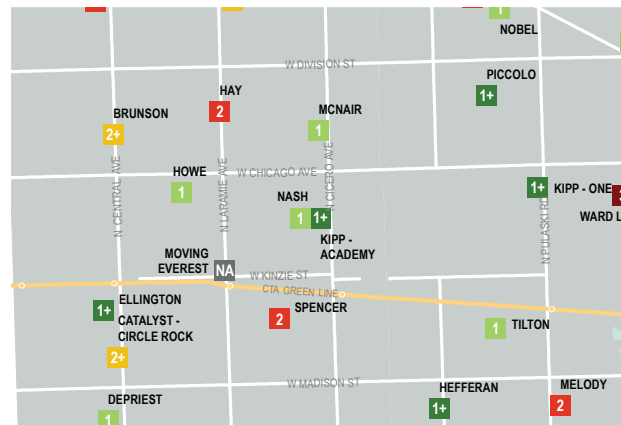 NOBEL
W DIVISION ST
PICCOLO
1+
HAY
2
BRUNSON
2+
MCNAIR
1
N CENTRAL AVE
N LARAMIE AVE
N CICERO AVE
HOWE
1
W CHICAGO AVE
1+ KIPP - ONE
WARD L
N PULASKI RD
NASH
1 1+
KIPP -
ACADEMY
MOVING
EVEREST NA
W KINZIE ST
CTA GREEN LINE
1+ ELLINGTON
CATALYST -
CIRCLE ROCK
2+
SPENCER
2
1 TILTON
W MADISON ST
DEPRIEST
1
HEFFERAN
1+
MELODY
2